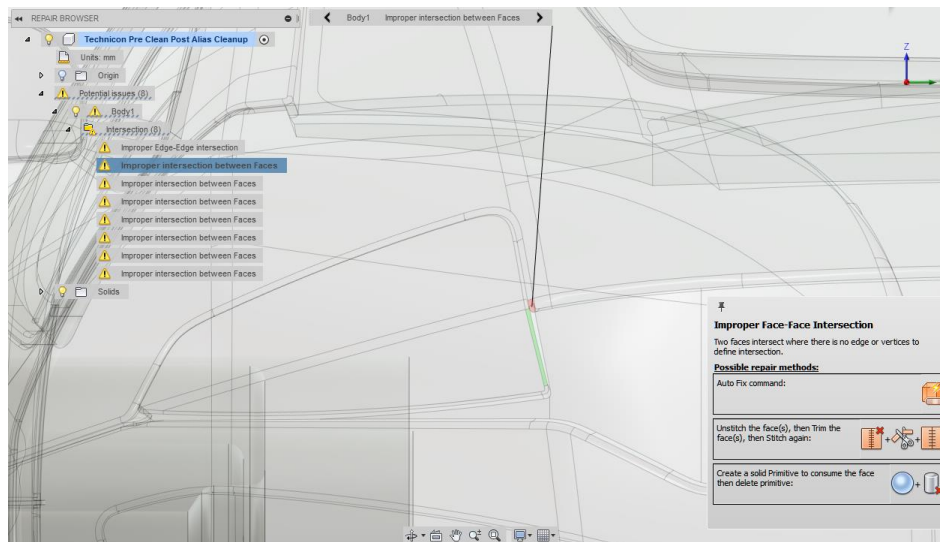 REPAIR BROWSER
Body1 Improper intersection between Faces
Technicon Pre Clean Post Alias Cleanup
Units: mm
Origin
Potential issues (8)
Body1
Intersection (8)
Improper Edge-Edge intersection
Improper intersection between Faces
Improper intersection between Faces
Improper intersection between Faces
Improper intersection between Faces
Improper intersection between Faces
Improper intersection between Faces
Improper intersection between Faces
Solids
Z
Improper Face-Face Intersection
Two faces intersect where there is no edge or vertices to
define intersection.
Possible repair methods:
Auto Fix command:
Unstitch the face(s), then Trim the
face(s), then Stitch again:
Create a solid Primitive to consume the face
then delete primitive: